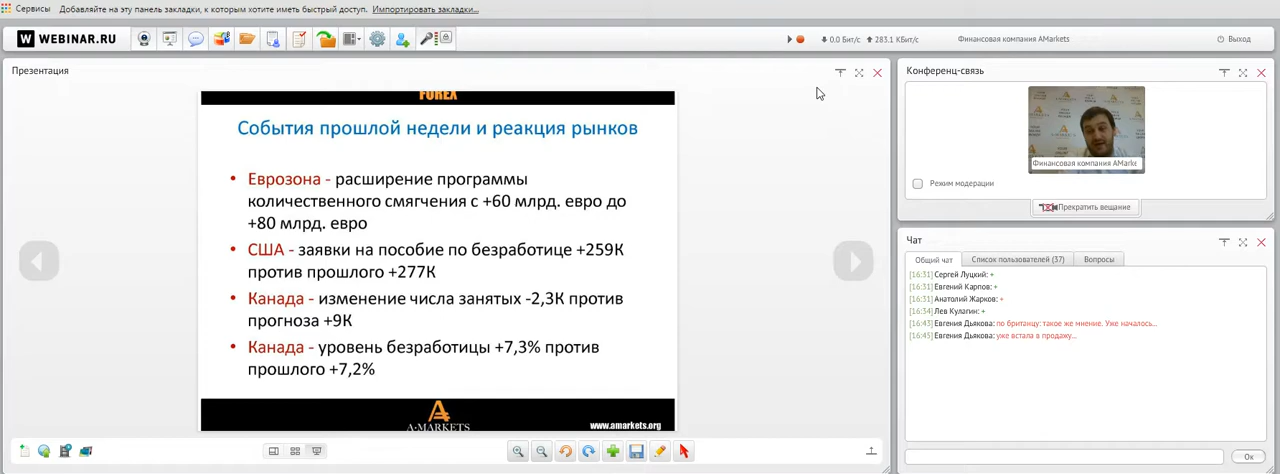 Сервисы Добавляйте на эту панель закладки, к которым хотите иметь быстрый доступ. Импортировать закладки...
W WEBINAR.RU
0.0 Бит/с 283.1 КБит/с
Финансовая компания AMarkets
Выход
Презентация
FOREX
События прошлой недели и реакция рынков
• Еврозона - расширение программы
количественного смягчения с +60 млрд. евро до
+80 млрд. евро
• США - заявки на пособие по безработице +259К
против прошлого +277К
• Канада - изменение числа занятых -2,3К против
прогноза +9К
• Канада - уровень безработицы +7,3% против
прошлого +7,2%
A·MARKETS
www.amarkets.org
Конференц-связь
Финансовая компания AMarke
Режим модерации
Прекратить вещание
Чат
Общий чат Список пользователей (37) Вопросы
[16:31] Сергей Луцкий: +
[16:31] Евгений Карпов: +
[16:31] Анатолий Жарков: +
[16:34] Лев Кулагин: +
[16:43] Евгения Дьякова: по британцу: такое же мнение. Уже началось...
[16:45] Евгения Дьякова: уже встала в продажу...
Ок